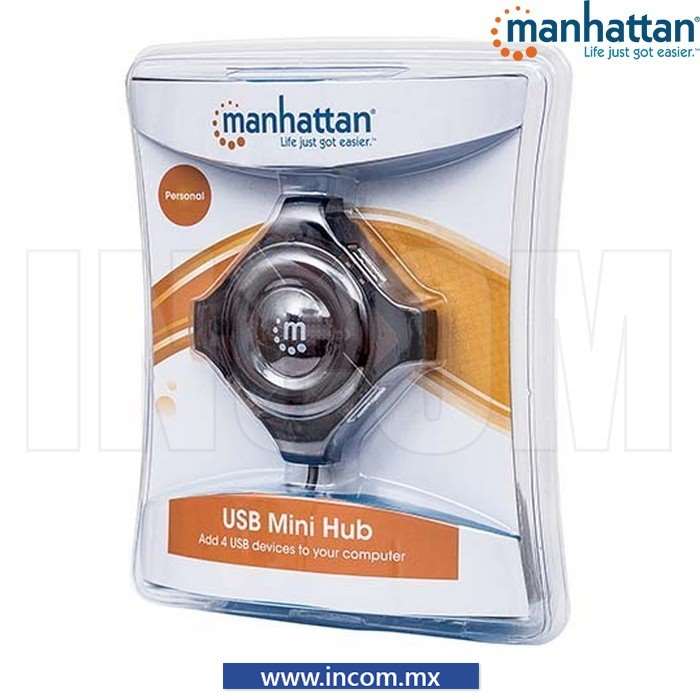 manhattan®
Life just got easier.™
manhattan®
Life just got easier.™
Personal
m
INCOM
USB Mini Hub
Add 4 USB devices to your computer
www.incom.mx